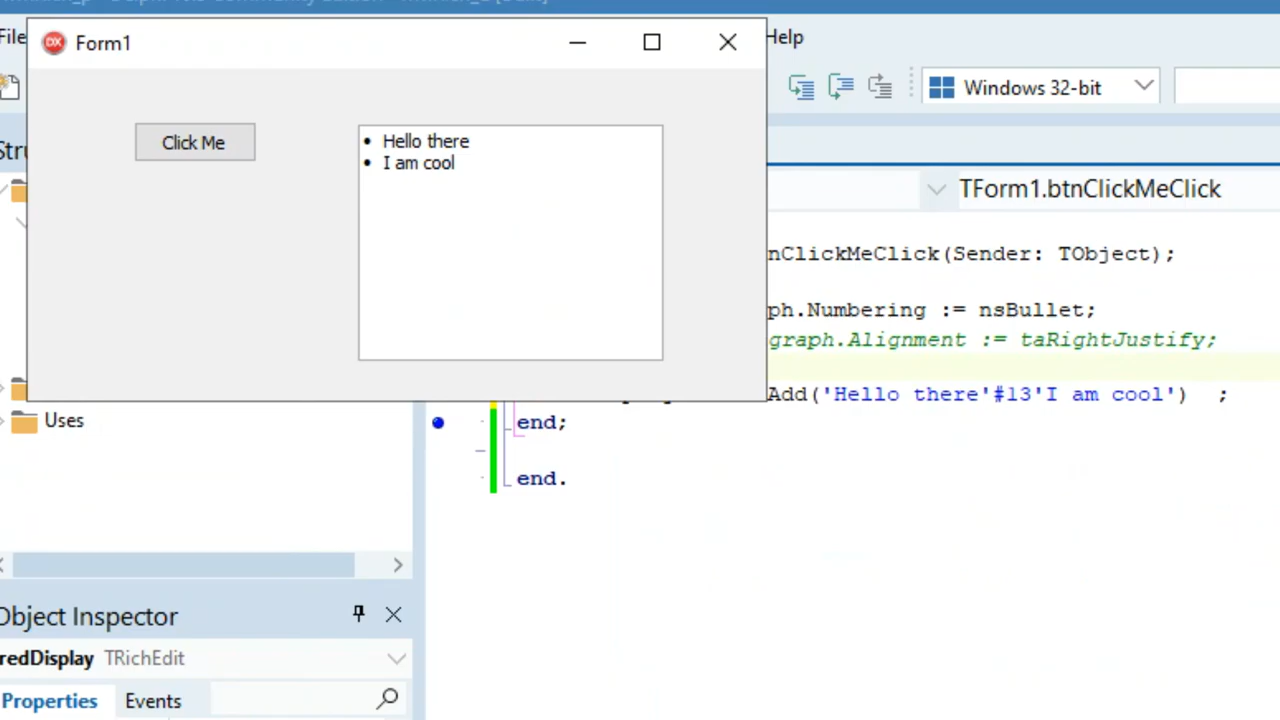 File
Form1
Help
Windows 32-bit
Click Me
• Hello there
• I am cool
Stru
TForm1.btnClickMeClick
nClickMeClick(Sender: TObject);
ph.Numbering := nsBullet;
graph.Alignment := taRightJustify;
Add('Hello there'#13'I am cool') ;
Uses
end;
end.
Object Inspector
redDisplay TRichEdit
Properties
Events